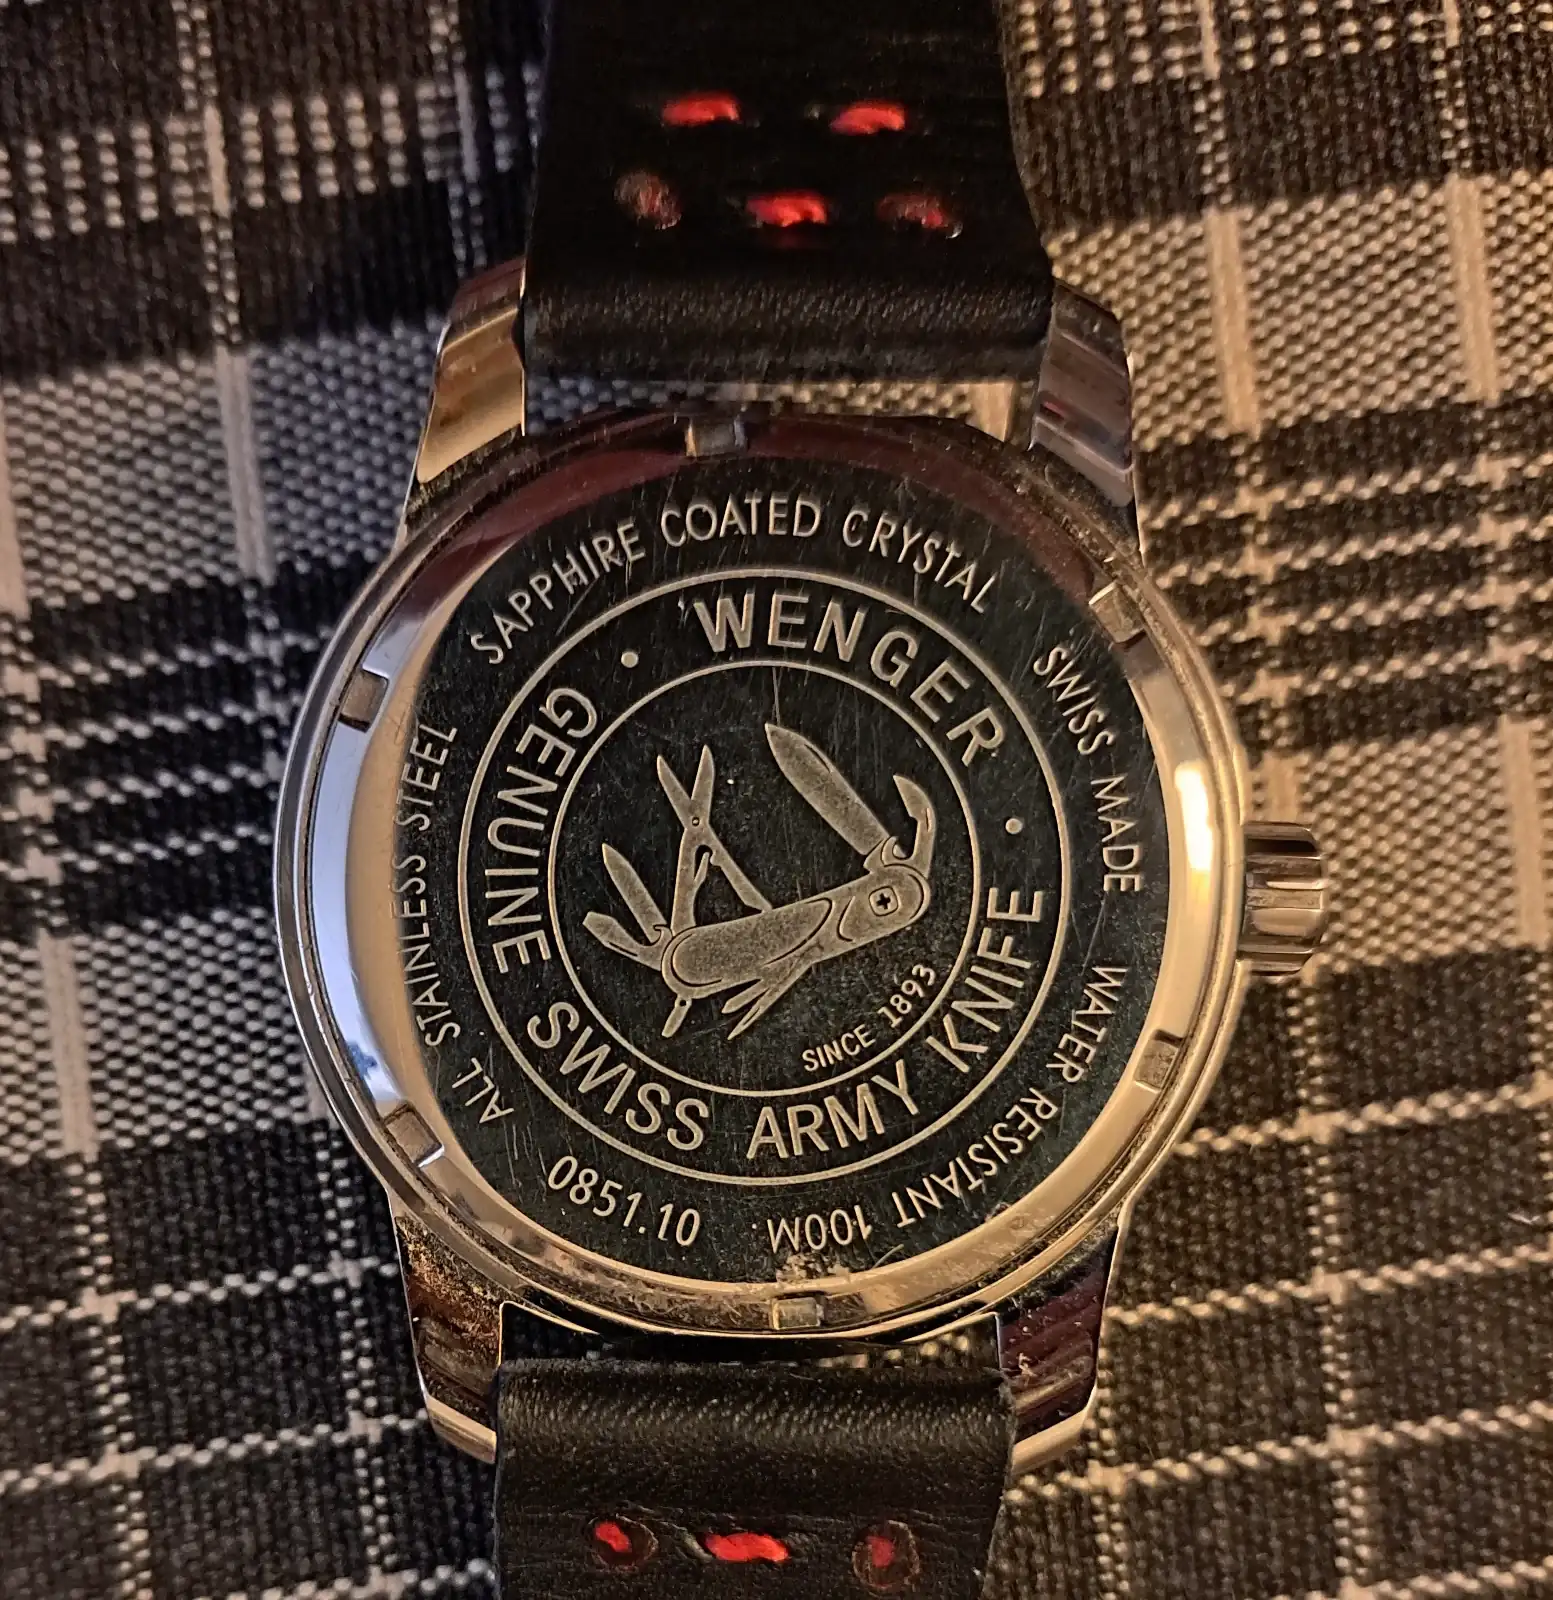 SAPPHIRE COATED CRYSTAL
SWISS MADE
WATER RESISTANT 100M
0851.10
ALL STAINLESS STEEL
WENGER
GENUINE SWISS ARMY KNIFE
SINCE 1893